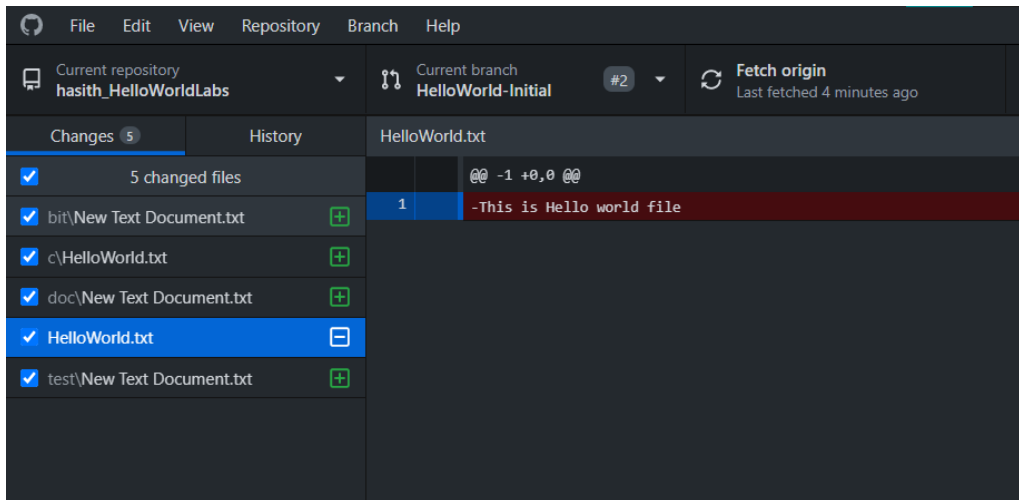 File Edit View Repository Branch Help
Current repository
hasith_HelloWorldLabs
Current branch
HelloWorld-Initial
#2
Fetch origin
Last fetched 4 minutes ago
Changes 5
History
HelloWorld.txt
5 changed files
@@ -1 +0,0 @@
bit\New Text Document.txt
1 -This is Hello world file
c\HelloWorld.txt
doc\New Text Document.txt
HelloWorld.txt
test\New Text Document.txt